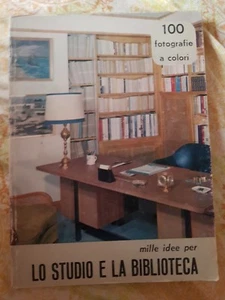 100
fotografie
a colori
mille idee per
LO STUDIO E LA BIBLIOTECA